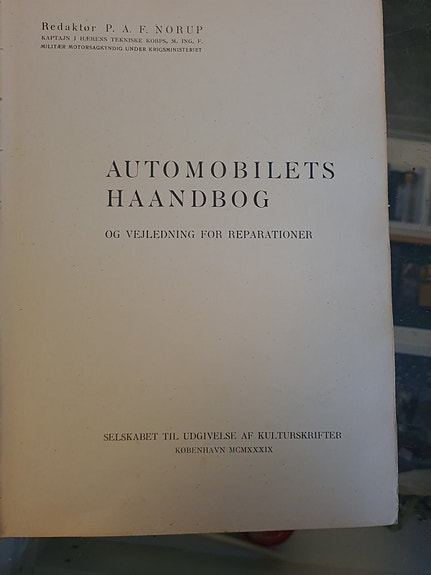 Redaktør P. A. F. NORUP
KAPTAJN I HÆRENS TEKNISKE KORPS, M. ING. F.
MILITÆR MOTORSAGKYNDIG UNDER KRIGSMINISTERIET
AUTOMOBILETS
HAANDBOG
OG VEJLEDNING FOR REPARATIONER
SELSKABET TIL UDGIVELSE AF KULTURSKRIFTER
KØBENHAVN MCMXXXIX